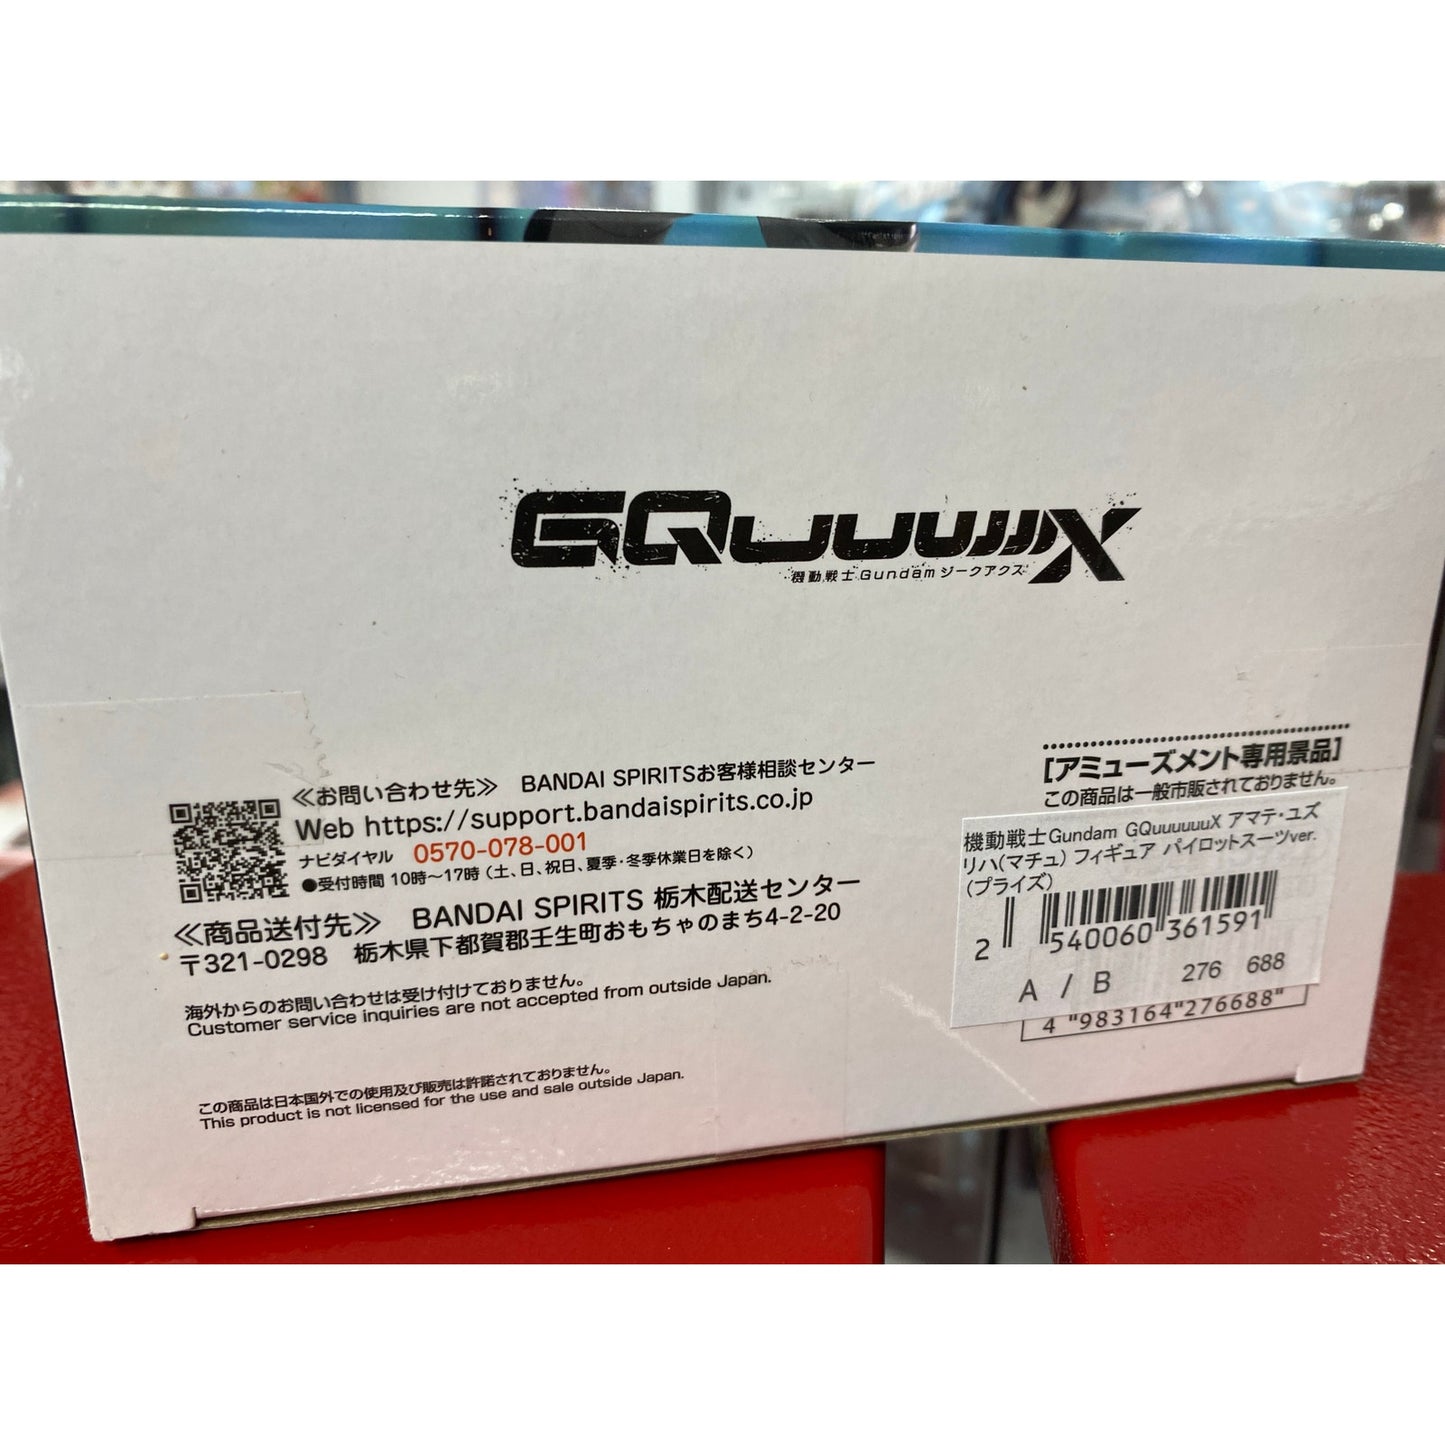 GQuuuuuuX
機動戦士Gundamジークアクス
≪お問い合わせ先≫ BANDAI SPIRITSお客様相談センター
Web https://support.bandaispirits.co.jp
ナビダイヤル 0570-078-001
●受付時間 10時～17時 (土、日、祝日、夏季・冬季休業日を除く)
≪商品送付先≫ BANDAI SPIRITS 栃木配送センター
〒321-0298 栃木県下都賀郡壬生町おもちゃのまち4-2-20
海外からのお問い合わせは受け付けておりません。
Customer service inquiries are not accepted from outside Japan.
この商品は日本国外での使用及び販売は許諾されておりません。
This product is not licensed for the use and sale outside Japan.
[アミューズメント専用景品]
この商品は一般市販されておりません。
機動戦士Gundam GQuuuuuuX アマテ・ユズ
リハ(マチュ) フィギュア パイロットスーツver.
(プライズ)
2 540060 361591
A / B 276 688
4 "983164"276688"